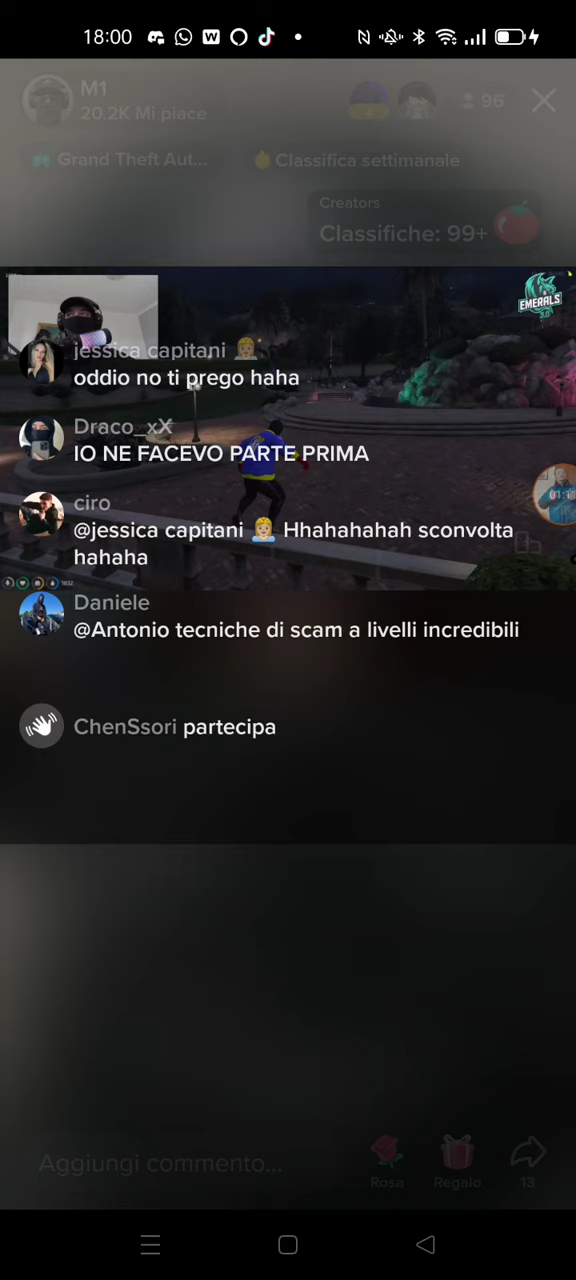 18:00
M1
20.2K Mi piace
96
Grand Theft Aut...
Classifica settimanale
Creators
Classifiche: 99+
EMERALS
jessica capitani
oddio no ti prego haha
Draco_xX
IO NE FACEVO PARTE PRIMA
ciro
@jessica capitani Hhahahahah sconvolta
hahaha
Daniele
@Antonio tecniche di scam a livelli incredibili
ChenSsori partecipa
Aggiungi commento...
Rosa
Regalo
13